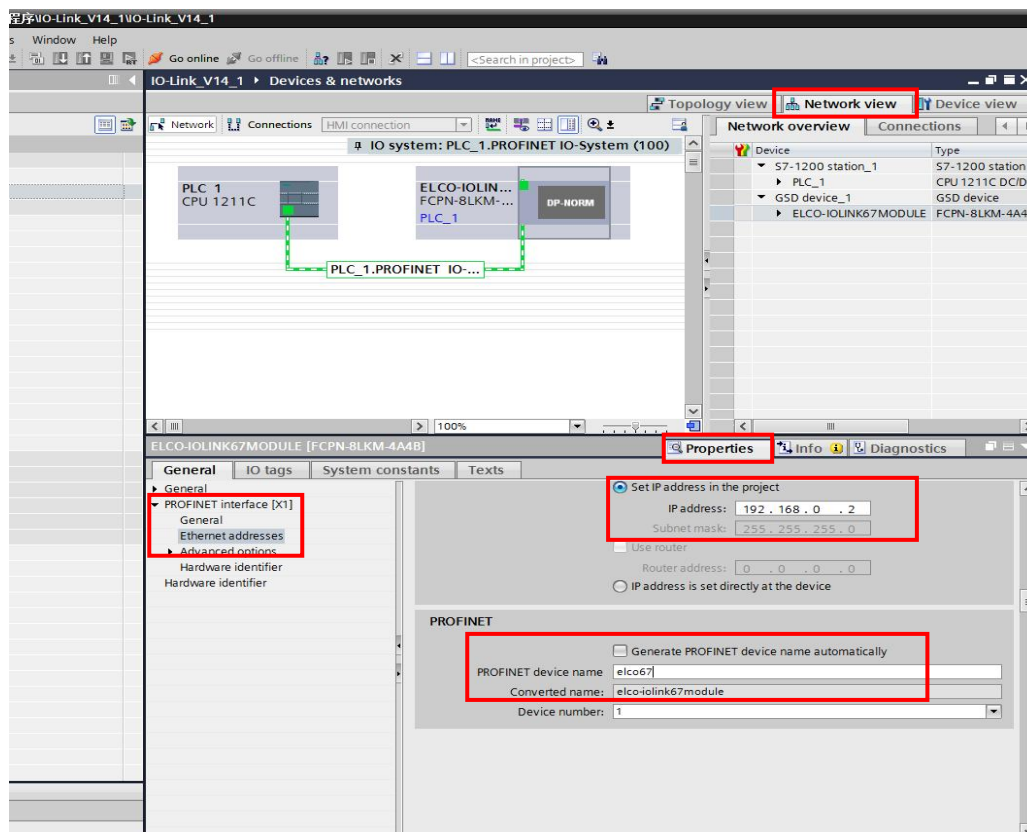 程序\IO-Link_V14_1\IO-Link_V14_1
s Window Help
Go online Go offline <Search in project>
IO-Link_V14_1 ▸ Devices & networks
Topology view Network view Device view
Network Connections HMI connection
Network overview Connections
IO system: PLC_1.PROFINET IO-System (100)
Device Type
S7-1200 station_1 S7-1200 station
PLC_1 CPU 1211C DC/D
GSD device_1 GSD device
ELCO-IOLINK67MODULE FCPN-8LKM-4A4
PLC 1
CPU 1211C
ELCO-IOLIN...
FCPN-8LKM-...
DP-NORM
PLC_1
PLC_1.PROFINET IO-...
100%
ELCO-IOLINK67MODULE [FCPN-8LKM-4A4B]
Properties Info Diagnostics
General IO tags System constants Texts
General
PROFINET interface [X1]
General
Ethernet addresses
Advanced options
Hardware identifier
Hardware identifier
Set IP address in the project
IP address: 192 . 168 . 0 . 2
Subnet mask: 255 . 255 . 255 . 0
Use router
Router address: 0 . 0 . 0 . 0
IP address is set directly at the device
PROFINET
Generate PROFINET device name automatically
PROFINET device name elco67
Converted name: elco-iolink67module
Device number: 1